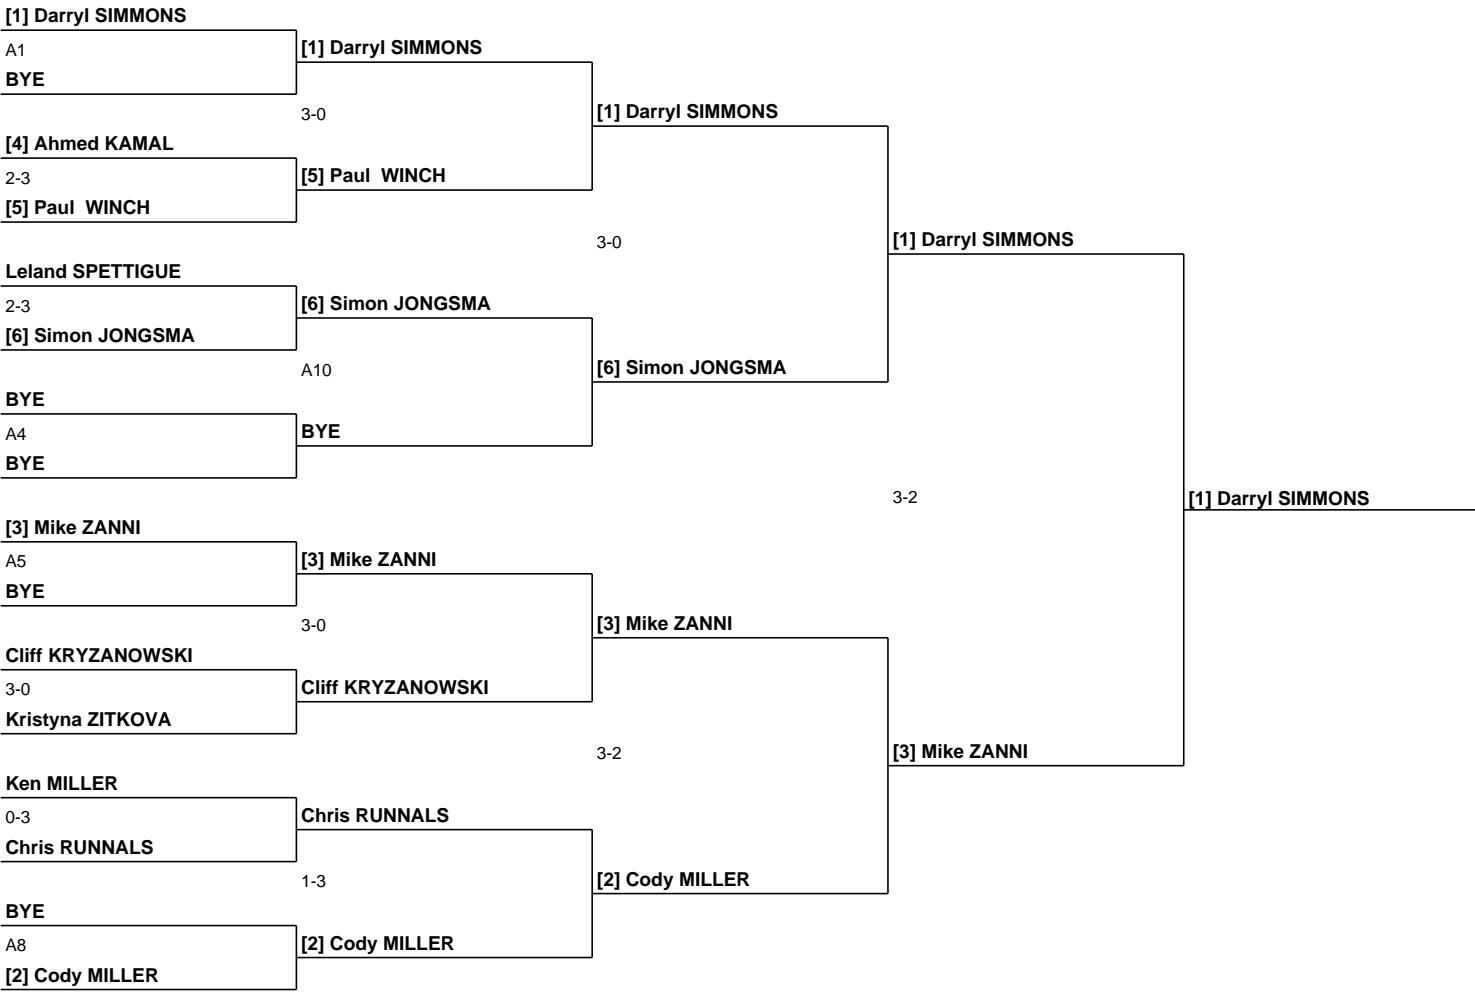 [1] Darryl SIMMONS
A1
BYE
[4] Ahmed KAMAL
2-3
[5] Paul  WINCH
Leland SPETTIGUE
2-3
[6] Simon JONGSMA
BYE
A4
BYE
[3] Mike ZANNI
A5
BYE
Cliff KRYZANOWSKI
3-0
Kristyna ZITKOVA
Ken MILLER
0-3
Chris RUNNALS
BYE
A8
[2] Cody MILLER
[1] Darryl SIMMONS
3-0
[5] Paul  WINCH
[6] Simon JONGSMA
A10
BYE
[3] Mike ZANNI
3-0
Cliff KRYZANOWSKI
Chris RUNNALS
1-3
[2] Cody MILLER
[1] Darryl SIMMONS
3-0
[6] Simon JONGSMA
[3] Mike ZANNI
3-2
[2] Cody MILLER
[1] Darryl SIMMONS
3-2
[3] Mike ZANNI
[1] Darryl SIMMONS